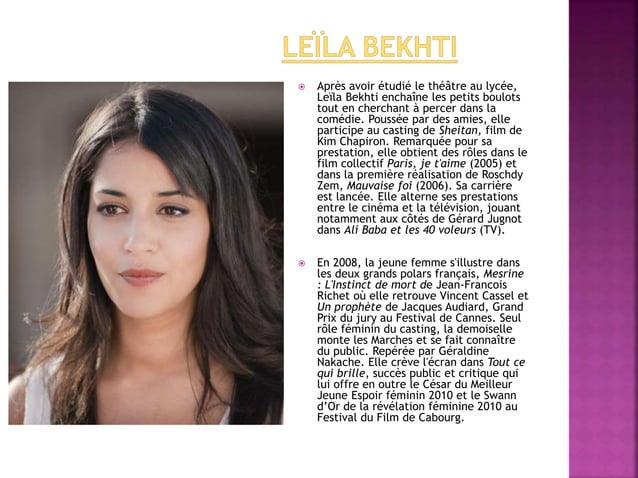 LEÏLA BEKHTI
Après avoir étudié le théâtre au lycée,
Leïla Bekhti enchaîne les petits boulots
tout en cherchant à percer dans la
comédie. Poussée par des amies, elle
participe au casting de Sheitan, film de
Kim Chapiron. Remarquée pour sa
prestation, elle obtient des rôles dans le
film collectif Paris, je t'aime (2005) et
dans la première réalisation de Roschdy
Zem, Mauvaise foi (2006). Sa carrière
est lancée. Elle alterne ses prestations
entre le cinéma et la télévision, jouant
notamment aux côtés de Gérard Jugnot
dans Ali Baba et les 40 voleurs (TV).
En 2008, la jeune femme s'illustre dans
les deux grands polars français, Mesrine
: L'Instinct de mort de Jean-Francois
Richet où elle retrouve Vincent Cassel et
Un prophète de Jacques Audiard, Grand
Prix du jury au Festival de Cannes. Seul
rôle féminin du casting, la demoiselle
monte les Marches et se fait connaître
du public. Repérée par Géraldine
Nakache. Elle crève l'écran dans Tout ce
qui brille, succès public et critique qui
lui offre en outre le César du Meilleur
Jeune Espoir féminin 2010 et le Swann
d’Or de la révélation féminine 2010 au
Festival du Film de Cabourg.